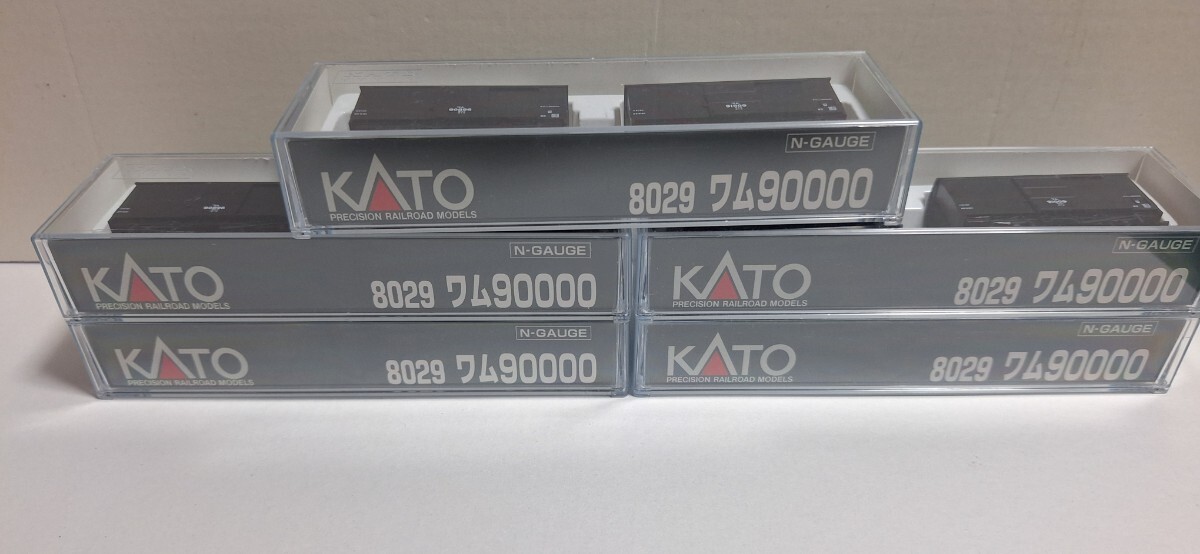 N-GAUGE
KATO
8029 ワム90000
PRECISION RAILROAD MODELS
N-GAUGE
KATO
8029 ワム90000
PRECISION RAILROAD MODELS
N-GAUGE
KATO
8029 ワム90000
PRECISION RAILROAD MODELS
N-GAUGE
KATO
8029 ワム90000
PRECISION RAILROAD MODELS
N-GAUGE
KATO
8029 ワム90000
PRECISION RAILROAD MODELS